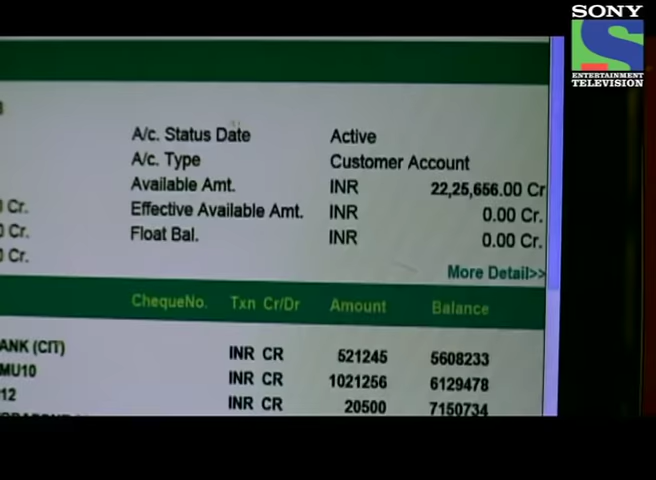 SONY
ENTERTAINMENT
TELEVISION
A/c. Status Date Active
A/c. Type Customer Account
Available Amt. INR 22,25,656.00 Cr
0 Cr. Effective Available Amt. INR 0.00 Cr.
0 Cr. Float Bal. INR 0.00 Cr.
0 Cr.
More Detail>>
ChequeNo. Txn Cr/Dr Amount Balance
ANK (CIT) INR CR 521245 5608233
MU10 INR CR 1021256 6129478
12 INR CR 20500 7150734